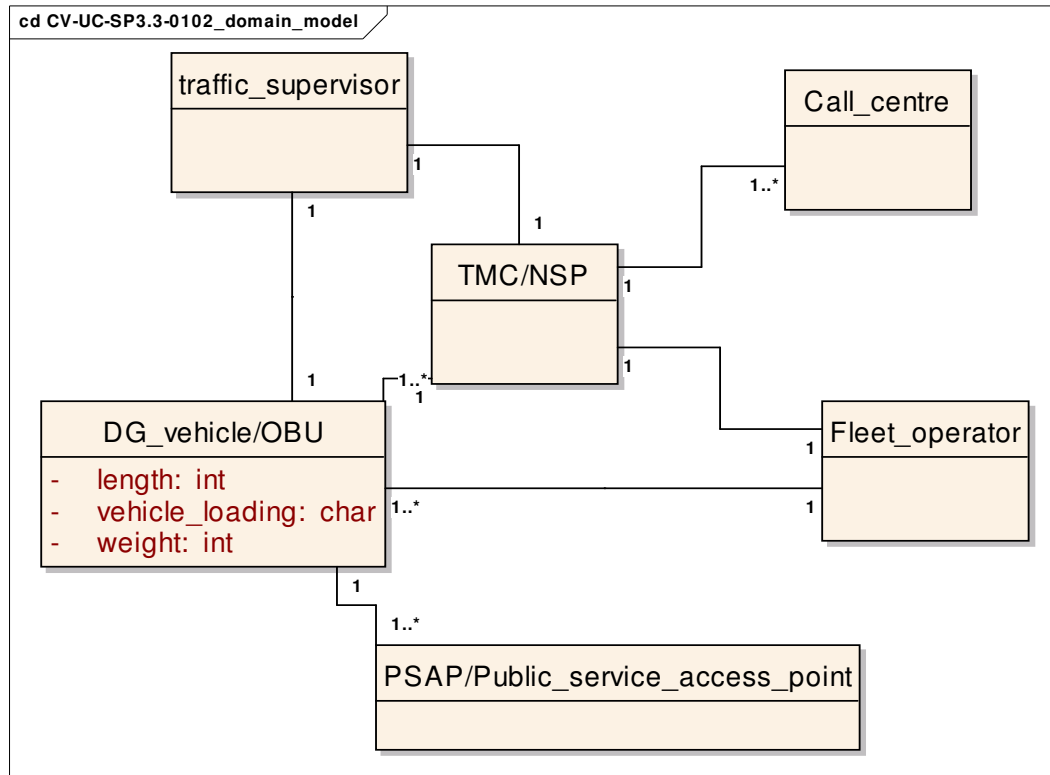 cd CV-UC-SP3.3-0102_domain_model
traffic_supervisor
Call_centre
1
1..*
1
1
TMC/NSP
1
1
1
1..*
1
DG_vehicle/OBU
- length: int
- vehicle_loading: char
- weight: int
Fleet_operator
1
1..*
1
1
1..*
PSAP/Public_service_access_point